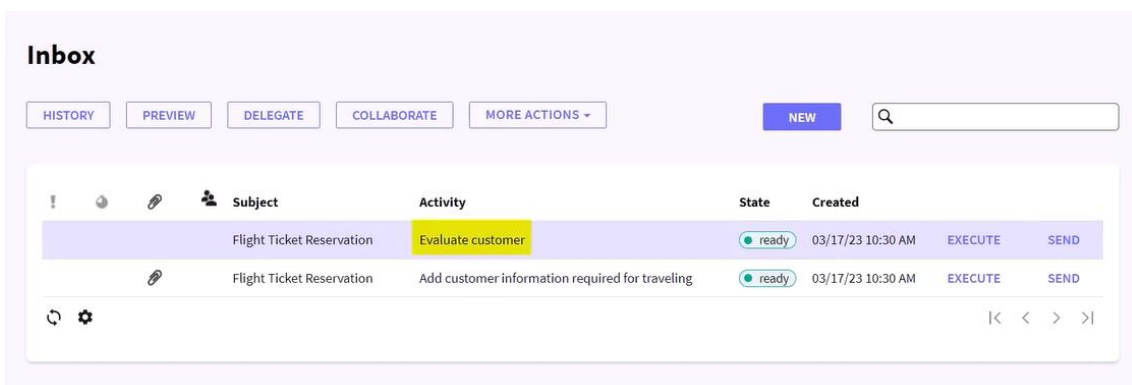 Inbox
HISTORY PREVIEW DELEGATE COLLABORATE MORE ACTIONS NEW
Subject Activity State Created
Flight Ticket Reservation Evaluate customer ready 03/17/23 10:30 AM EXECUTE SEND
Flight Ticket Reservation Add customer information required for traveling ready 03/17/23 10:30 AM EXECUTE SEND